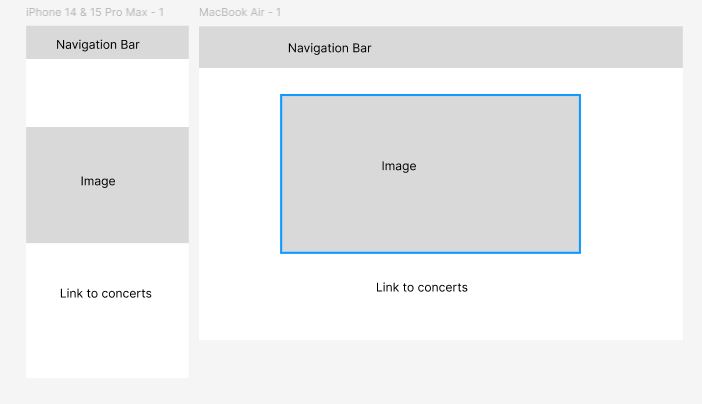 iPhone 14 & 15 Pro Max - 1
Navigation Bar
Image
Link to concerts
MacBook Air - 1
Navigation Bar
Image
Link to concerts